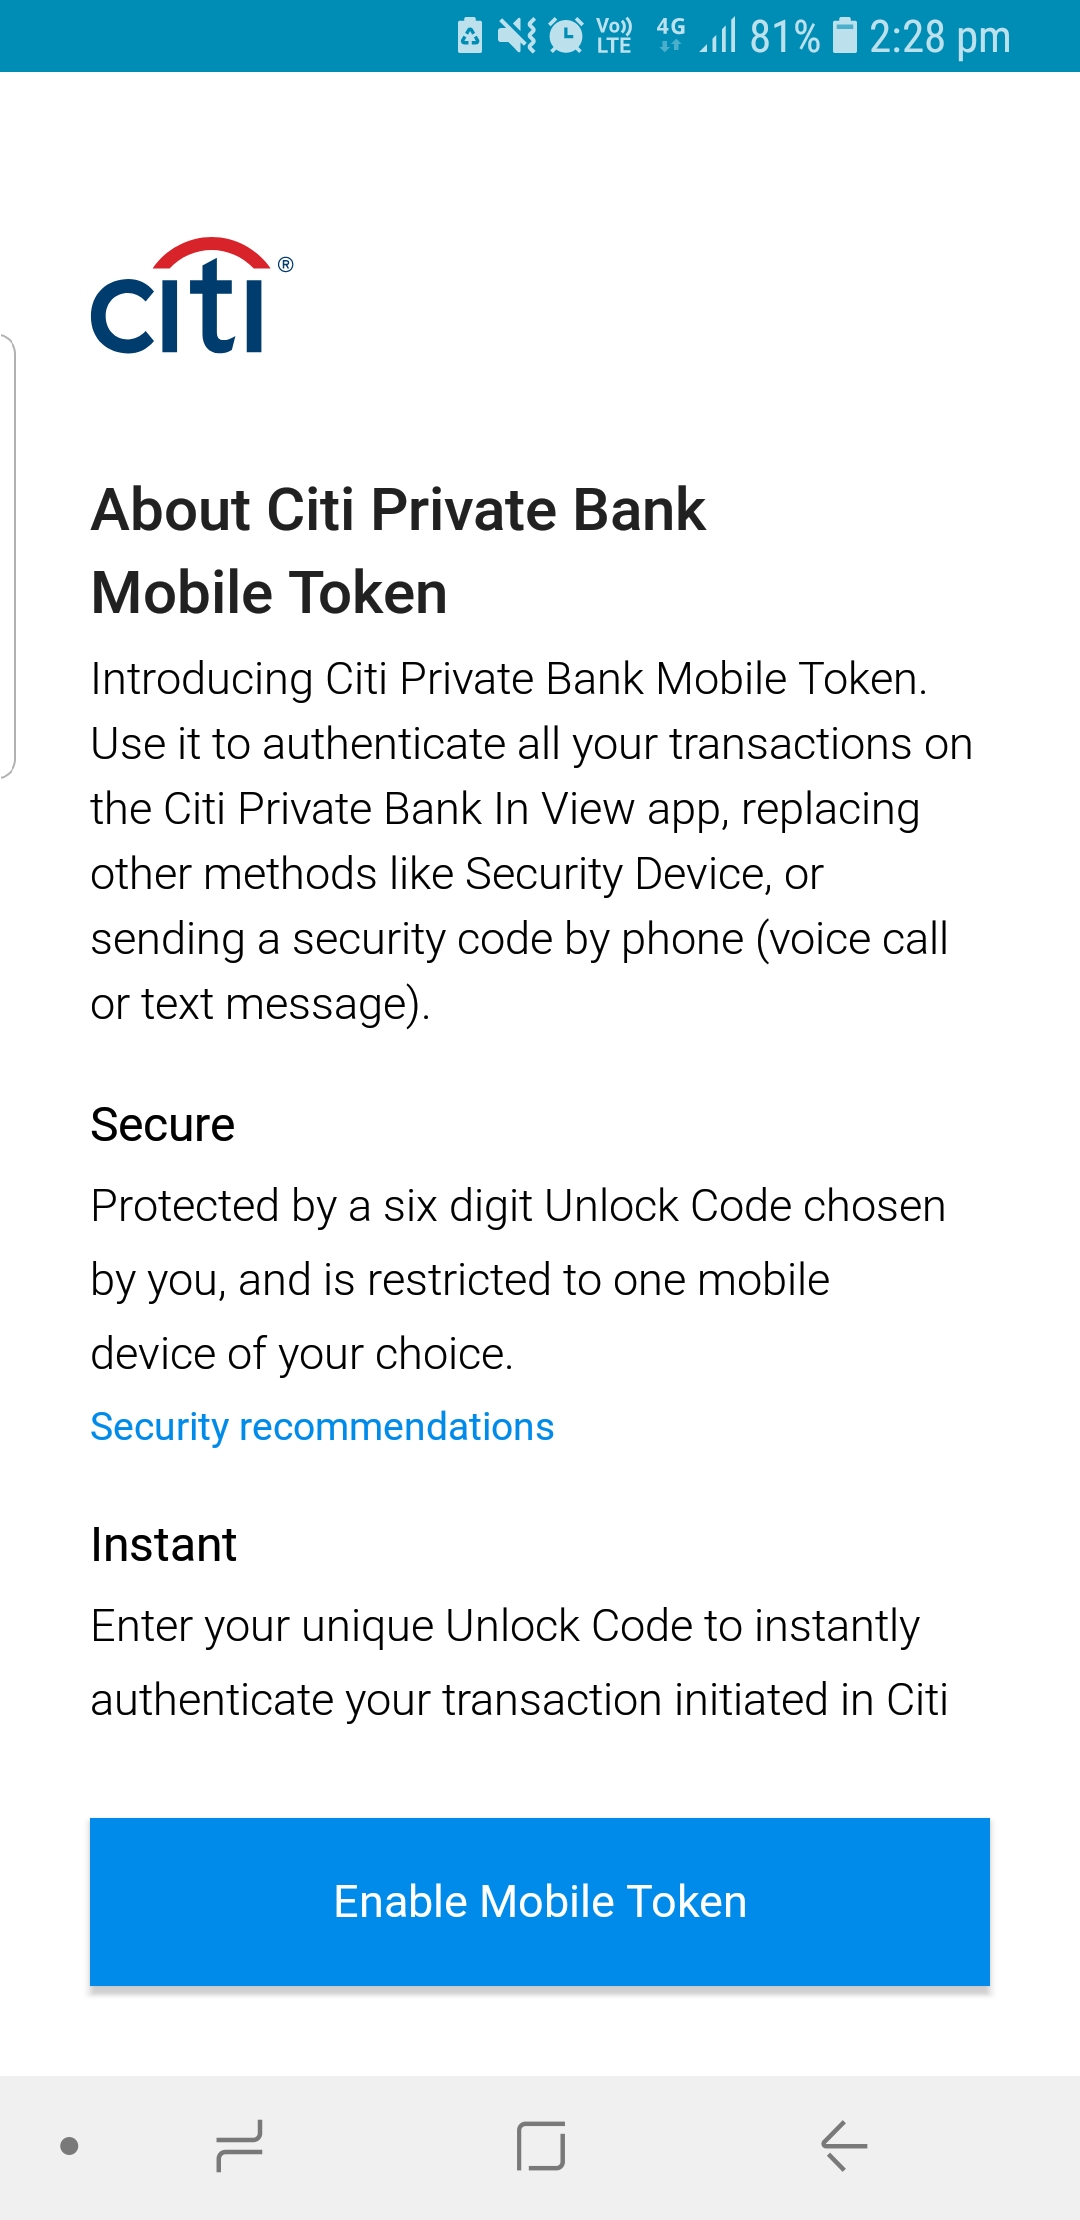 Vo)) LTE 4G 81% 2:28 pm
citi®
About Citi Private Bank
Mobile Token
Introducing Citi Private Bank Mobile Token.
Use it to authenticate all your transactions on
the Citi Private Bank In View app, replacing
other methods like Security Device, or
sending a security code by phone (voice call
or text message).
Secure
Protected by a six digit Unlock Code chosen
by you, and is restricted to one mobile
device of your choice.
Security recommendations
Instant
Enter your unique Unlock Code to instantly
authenticate your transaction initiated in Citi
Enable Mobile Token